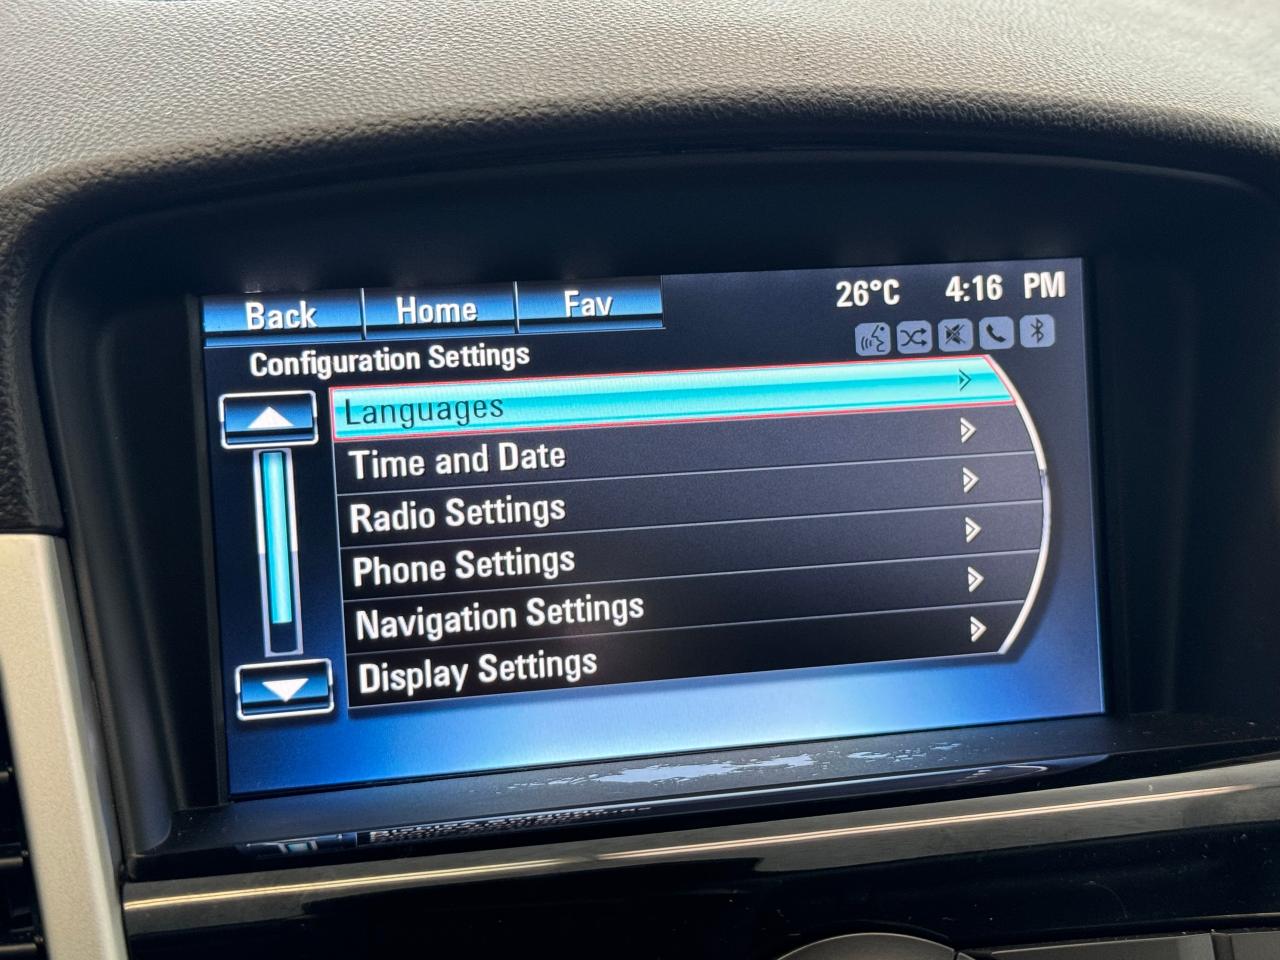 Back Home Fav 26°C 4:16 PM
Configuration Settings
Languages
Time and Date
Radio Settings
Phone Settings
Navigation Settings
Display Settings